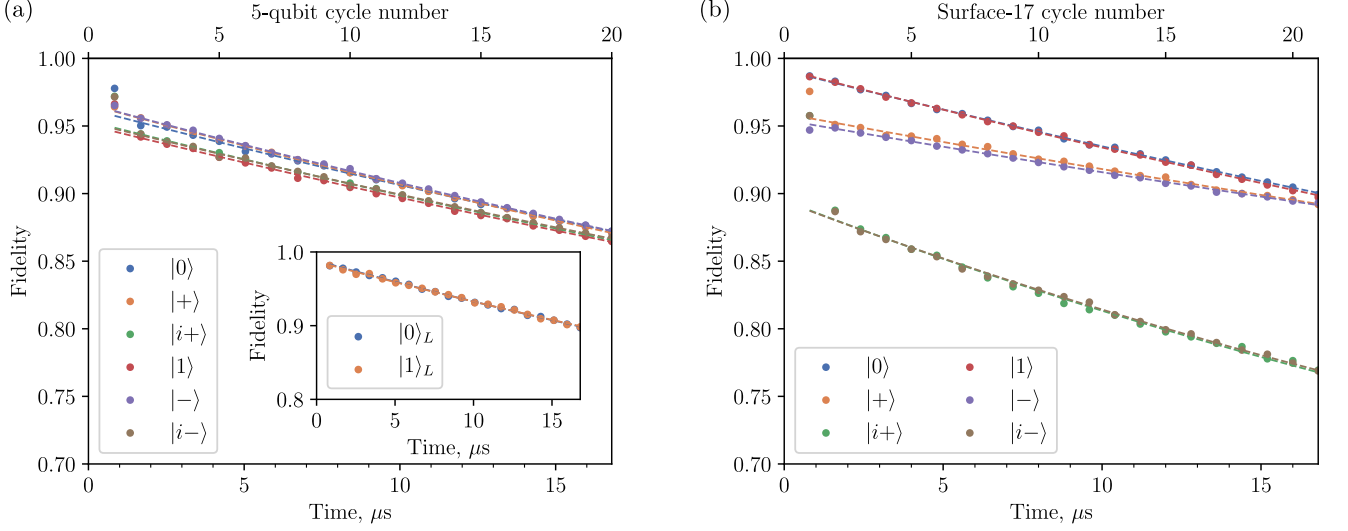 (a)
5-qubit cycle number
0 5 10 15 20
1.00
0.95
0.90
0.85
0.80
0.75
0.70
Fidelity
|0⟩
|+⟩
|i+⟩
|1⟩
|−⟩
|i−⟩
1.0
0.9
0.8
Fidelity
|0⟩L
|1⟩L
0 5 10 15
Time, μs
0 5 10 15
Time, μs
(b)
Surface-17 cycle number
0 5 10 15 20
1.00
0.95
0.90
0.85
0.80
0.75
0.70
Fidelity
|0⟩ |1⟩
|+⟩ |−⟩
|i+⟩ |i−⟩
0 5 10 15
Time, μs